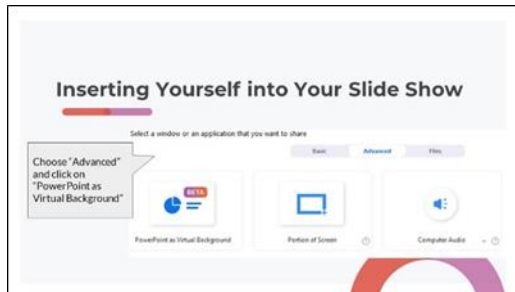 Inserting Yourself into Your Slide Show
Select a window or an application that you want to share
Basic Advanced Files
Choose "Advanced"
and click on
"PowerPoint as
Virtual Background"
BETA
PowerPoint as Virtual Background
Portion of Screen
Computer Audio